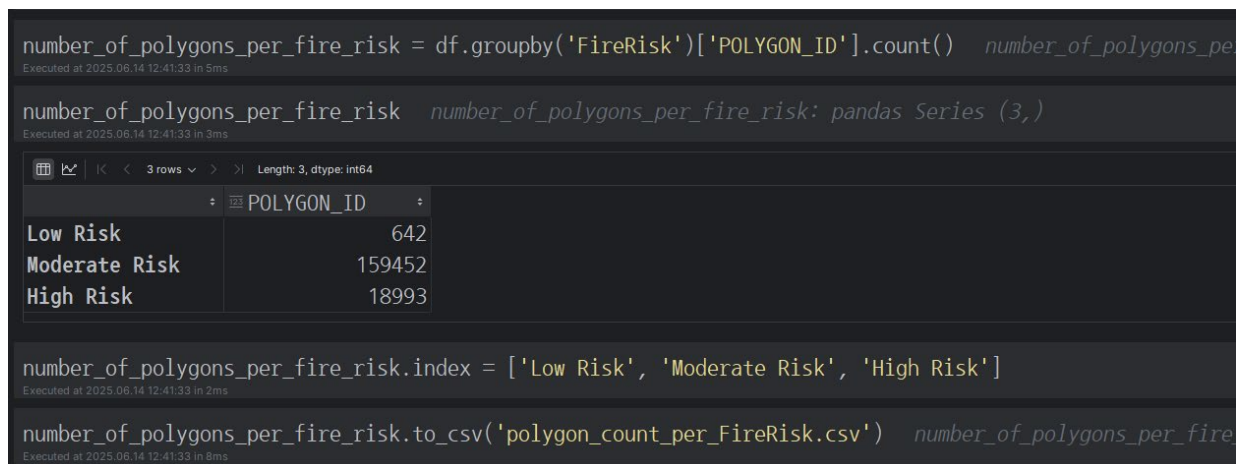 number_of_polygons_per_fire_risk = df.groupby('FireRisk')['POLYGON_ID'].count() number_of_polygons_pe
Executed at 2025.06.14 12:41:33 in 5ms
number_of_polygons_per_fire_risk number_of_polygons_per_fire_risk: pandas Series (3,)
Executed at 2025.06.14 12:41:33 in 3ms
3 rows Length: 3, dtype: int64
123 POLYGON_ID
Low Risk 642
Moderate Risk 159452
High Risk 18993
number_of_polygons_per_fire_risk.index = ['Low Risk', 'Moderate Risk', 'High Risk']
Executed at 2025.06.14 12:41:33 in 2ms
number_of_polygons_per_fire_risk.to_csv('polygon_count_per_FireRisk.csv') number_of_polygons_per_fire_
Executed at 2025.06.14 12:41:33 in 8ms